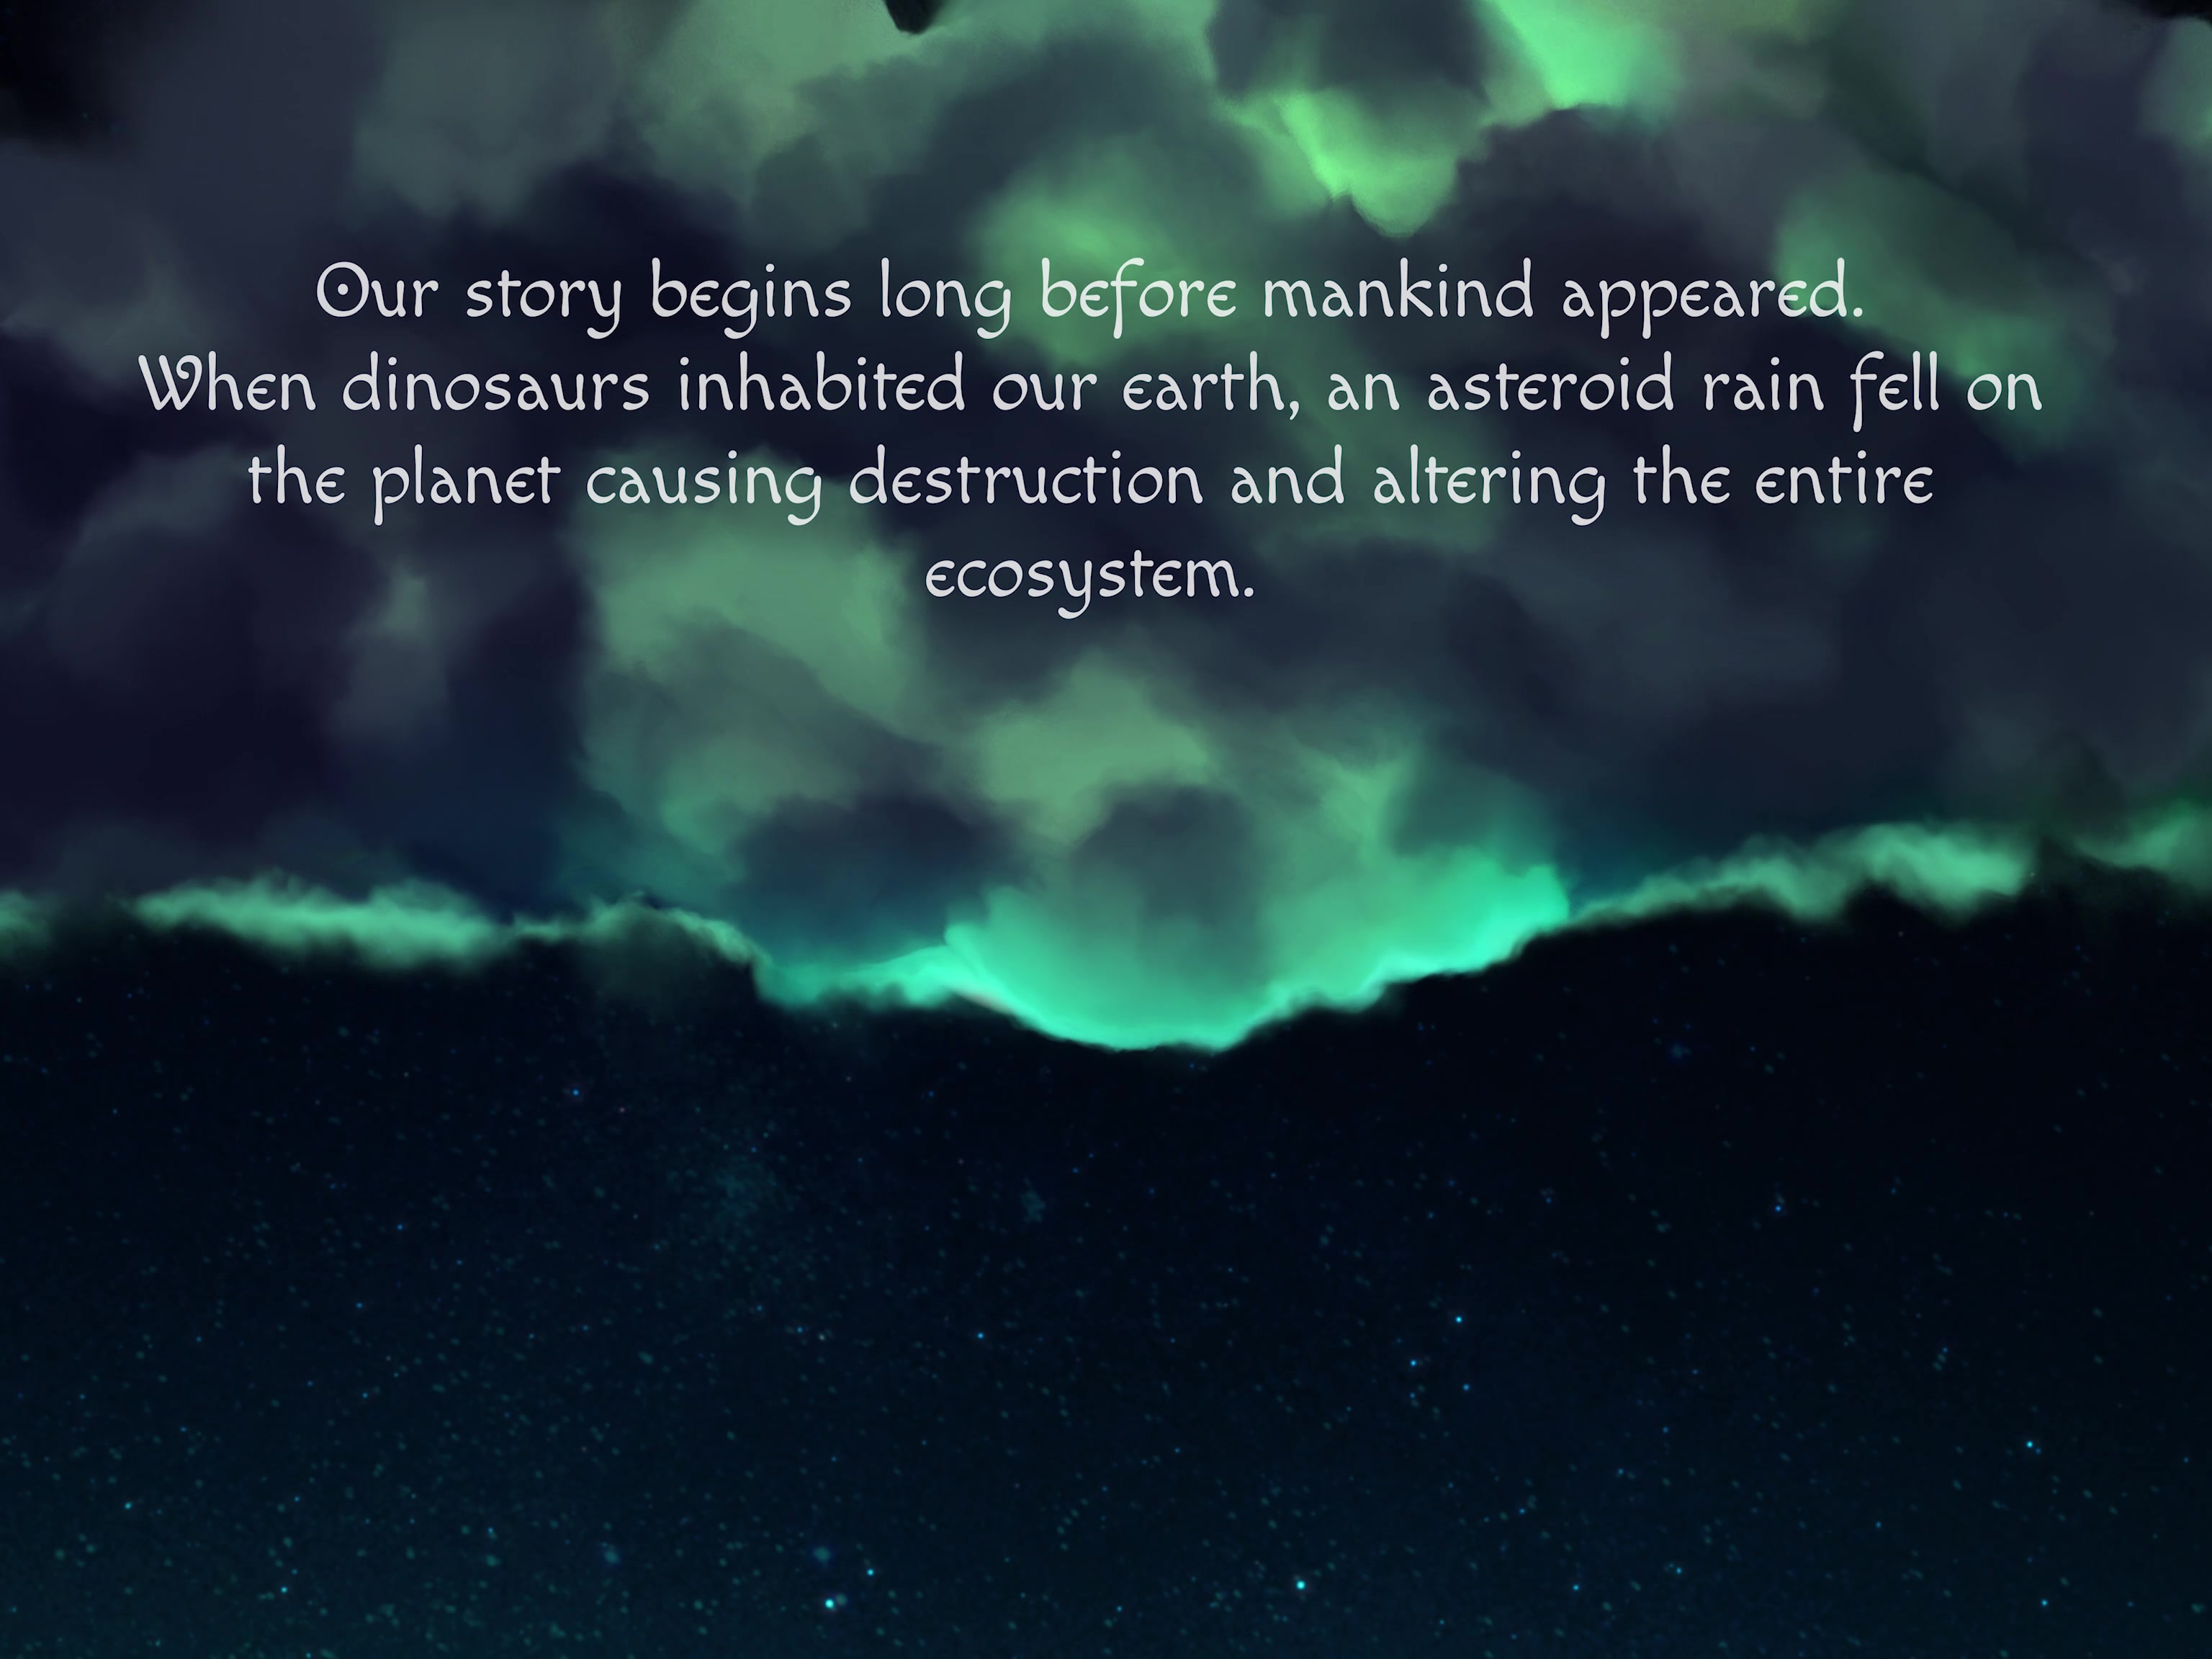 Our story begins long before mankind appeared.
When dinosaurs inhabited our earth, an asteroid rain fell on
the planet causing destruction and altering the entire
ecosystem.